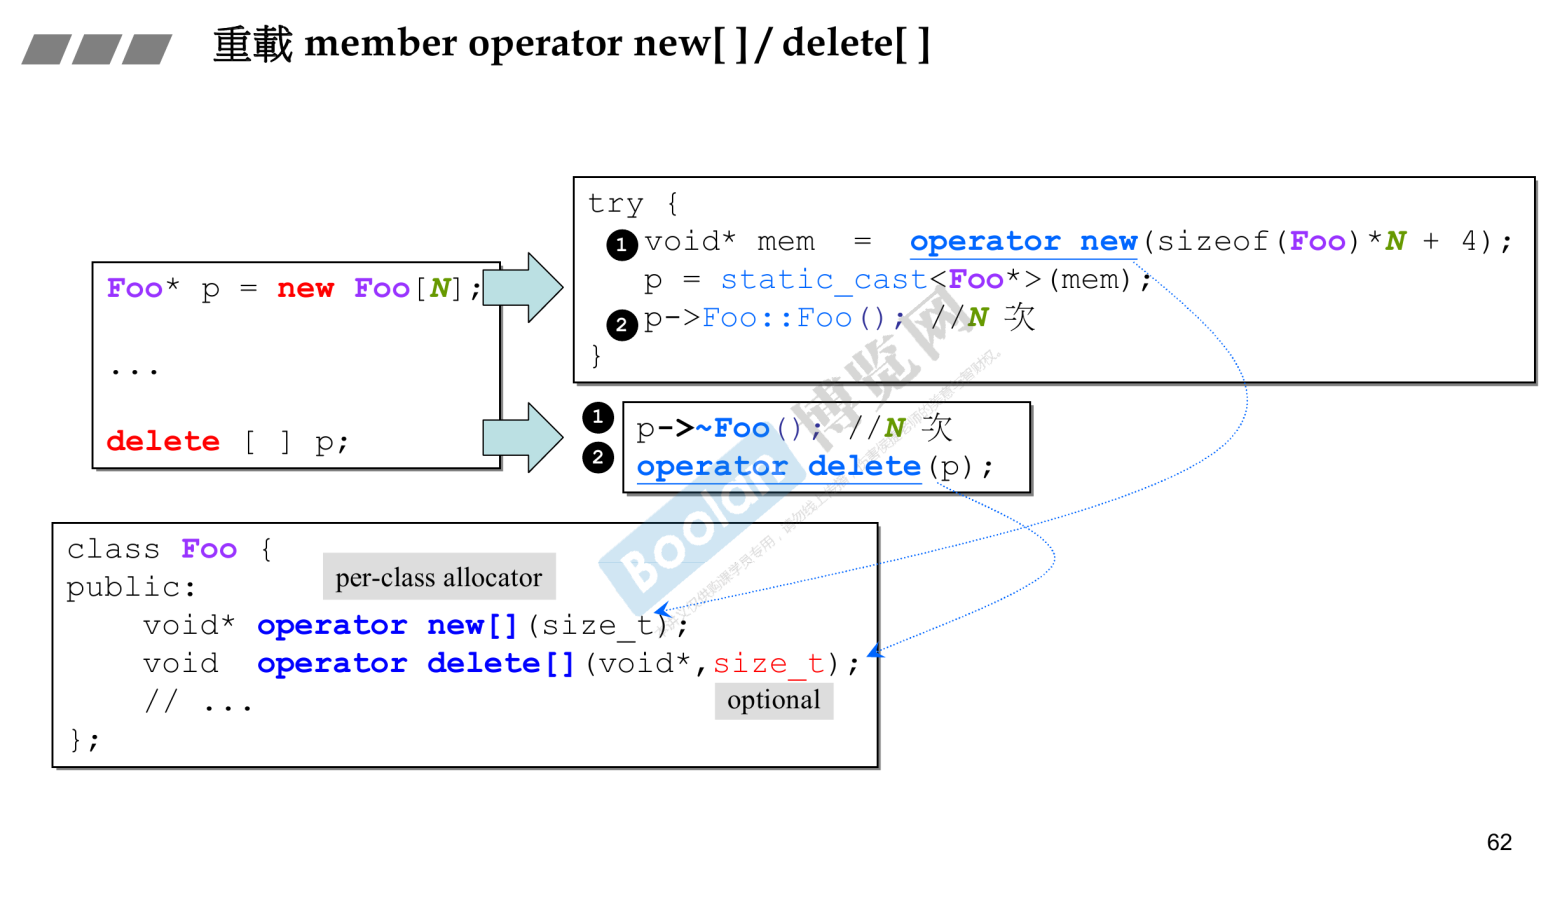 重載 member operator new[ ] / delete[ ]
Foo* p = new Foo[N];
...
delete [ ] p;
try {
❶ void* mem = operator new(sizeof(Foo)*N + 4);
p = static_cast<Foo*>(mem);
❷ p->Foo::Foo(); //N 次
}
❶ p->~Foo(); //N 次
❷ operator delete(p);
class Foo {
public:
per-class allocator
void* operator new[](size_t);
void operator delete[](void*,size_t);
optional
// ...
};
Boolan 博览网
62